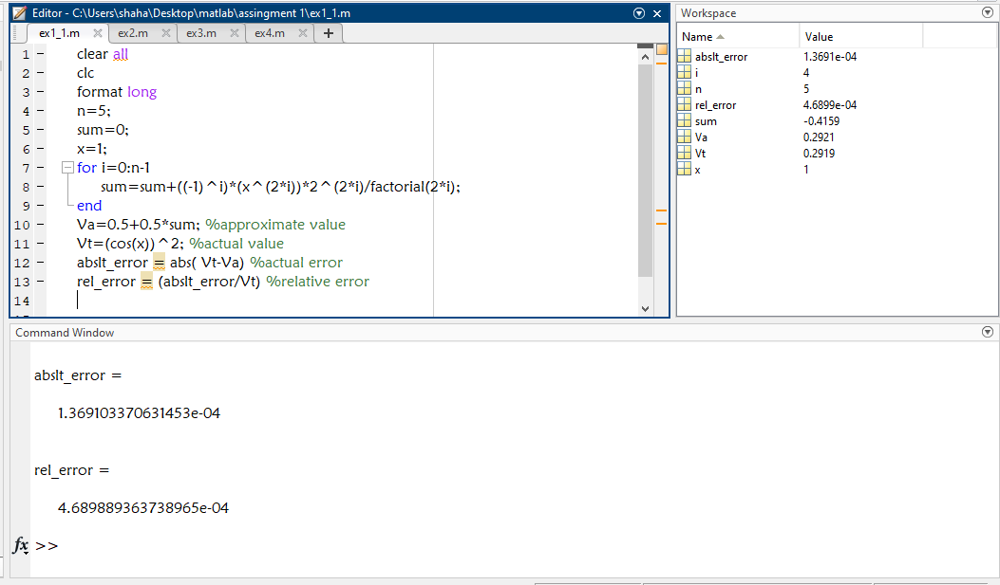 Editor - C:\Users\shaha\Desktop\matlab\assingment 1\ex1_1.m
ex1_1.m ex2.m ex3.m ex4.m +
1 clear all
2 clc
3 format long
4 n=5;
5 sum=0;
6 x=1;
7 for i=0:n-1
8 sum=sum+((-1)^i)*(x^(2*i))*2^(2*i)/factorial(2*i);
9 end
10 Va=0.5+0.5*sum; %approximate value
11 Vt=(cos(x))^2; %actual value
12 abslt_error = abs( Vt-Va) %actual error
13 rel_error = (abslt_error/Vt) %relative error
14
Workspace
Name Value
abslt_error 1.3691e-04
i 4
n 5
rel_error 4.6899e-04
sum -0.4159
Va 0.2921
Vt 0.2919
x 1
Command Window
abslt_error =
1.369103370631453e-04
rel_error =
4.689889363738965e-04
fx >>